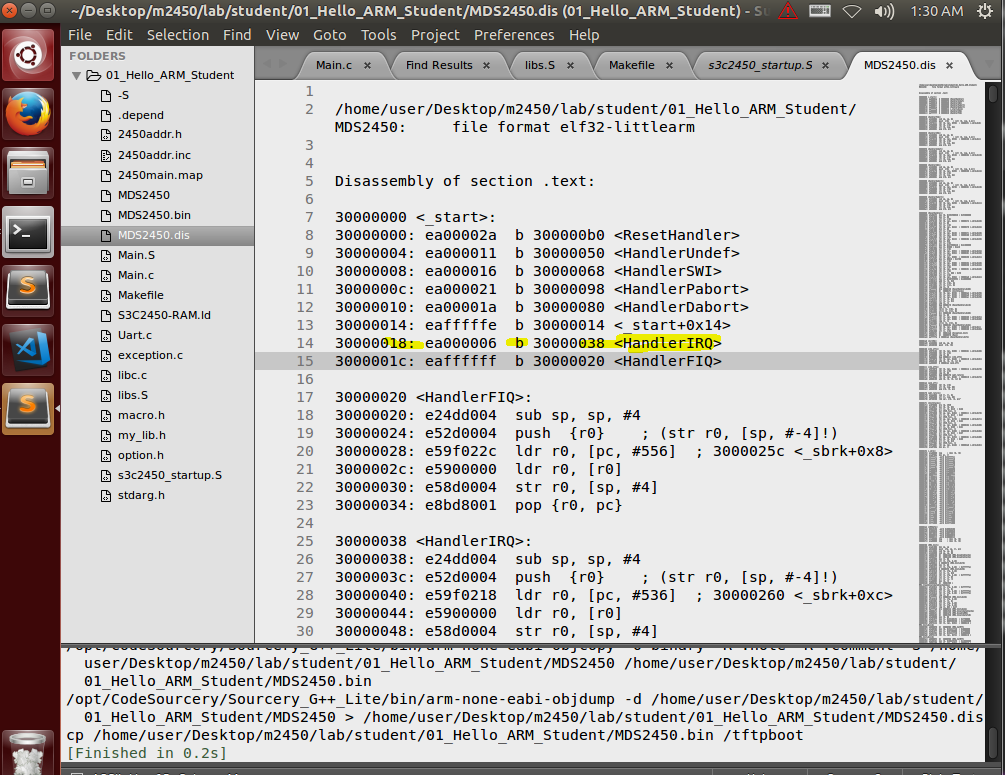 ~/Desktop/m2450/lab/student/01_Hello_ARM_Student/MDS2450.dis (01_Hello_ARM_Student) -
1:30 AM
File Edit Selection Find View Goto Tools Project Preferences Help
FOLDERS
01_Hello_ARM_Student
-S
.depend
2450addr.h
2450addr.inc
2450main.map
MDS2450
MDS2450.bin
MDS2450.dis
Main.S
Main.c
Makefile
S3C2450-RAM.ld
Uart.c
exception.c
libc.c
libs.S
macro.h
my_lib.h
option.h
s3c2450_startup.S
stdarg.h
Main.c × Find Results × libs.S × Makefile × s3c2450_startup.S × MDS2450.dis ×
1
2 /home/user/Desktop/m2450/lab/student/01_Hello_ARM_Student/
MDS2450:     file format elf32-littlearm
3
4
5 Disassembly of section .text:
6
7 30000000 <_start>:
8 30000000: ea00002a  b 300000b0 <ResetHandler>
9 30000004: ea000011  b 30000050 <HandlerUndef>
10 30000008: ea000016  b 30000068 <HandlerSWI>
11 3000000c: ea000021  b 30000098 <HandlerPabort>
12 30000010: ea00001a  b 30000080 <HandlerDabort>
13 30000014: eafffffe  b 30000014 <_start+0x14>
14 30000018: ea000006  b 30000038 <HandlerIRQ>
15 3000001c: eaffffff  b 30000020 <HandlerFIQ>
16
17 30000020 <HandlerFIQ>:
18 30000020: e24dd004  sub sp, sp, #4
19 30000024: e52d0004  push  {r0}    ; (str r0, [sp, #-4]!)
20 30000028: e59f022c  ldr r0, [pc, #556]  ; 3000025c <_sbrk+0x8>
21 3000002c: e5900000  ldr r0, [r0]
22 30000030: e58d0004  str r0, [sp, #4]
23 30000034: e8bd8001  pop {r0, pc}
24
25 30000038 <HandlerIRQ>:
26 30000038: e24dd004  sub sp, sp, #4
27 3000003c: e52d0004  push  {r0}    ; (str r0, [sp, #-4]!)
28 30000040: e59f0218  ldr r0, [pc, #536]  ; 30000260 <_sbrk+0xc>
29 30000044: e5900000  ldr r0, [r0]
30 30000048: e58d0004  str r0, [sp, #4]
user/Desktop/m2450/lab/student/01_Hello_ARM_Student/MDS2450 /home/user/Desktop/m2450/lab/student/
01_Hello_ARM_Student/MDS2450.bin
/opt/CodeSourcery/Sourcery_G++_Lite/bin/arm-none-eabi-objdump -d /home/user/Desktop/m2450/lab/student/
01_Hello_ARM_Student/MDS2450 > /home/user/Desktop/m2450/lab/student/01_Hello_ARM_Student/MDS2450.dis
cp /home/user/Desktop/m2450/lab/student/01_Hello_ARM_Student/MDS2450.bin /tftpboot
[Finished in 0.2s]